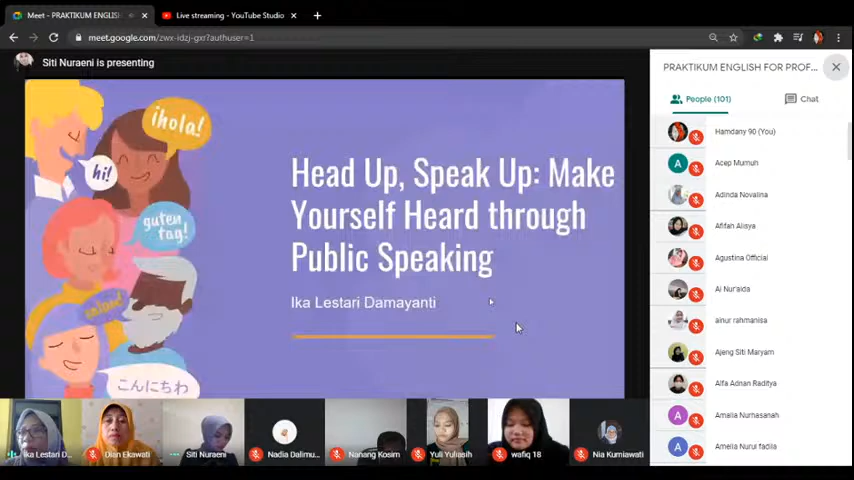 Meet - PRAKTIKUM ENGLISH
Live streaming - YouTube Studio
meet.google.com/zwx-idzj-gxr?authuser=1
Siti Nuraeni is presenting
PRAKTIKUM ENGLISH FOR PROF...
People (101)
Chat
¡hola!
hi!
guten tag!
こんにちわ
Head Up, Speak Up: Make
Yourself Heard through
Public Speaking
Ika Lestari Damayanti
Hamdany 90 (You)
Acep Mumuh
Adinda Novalina
Afifah Alisya
Agustina Official
Ai Nur'aida
ainur rahmanisa
Ajeng Siti Maryam
Alfa Adnan Raditya
Amalia Nurhasanah
Amelia Nurul fadila
Ika Lestari D...
Dian Ekawati
Siti Nuraeni
Nadia Dalimu...
Nanang Kosim
Yuli Yuliasih
wafiq 18
Nia Kurniawati